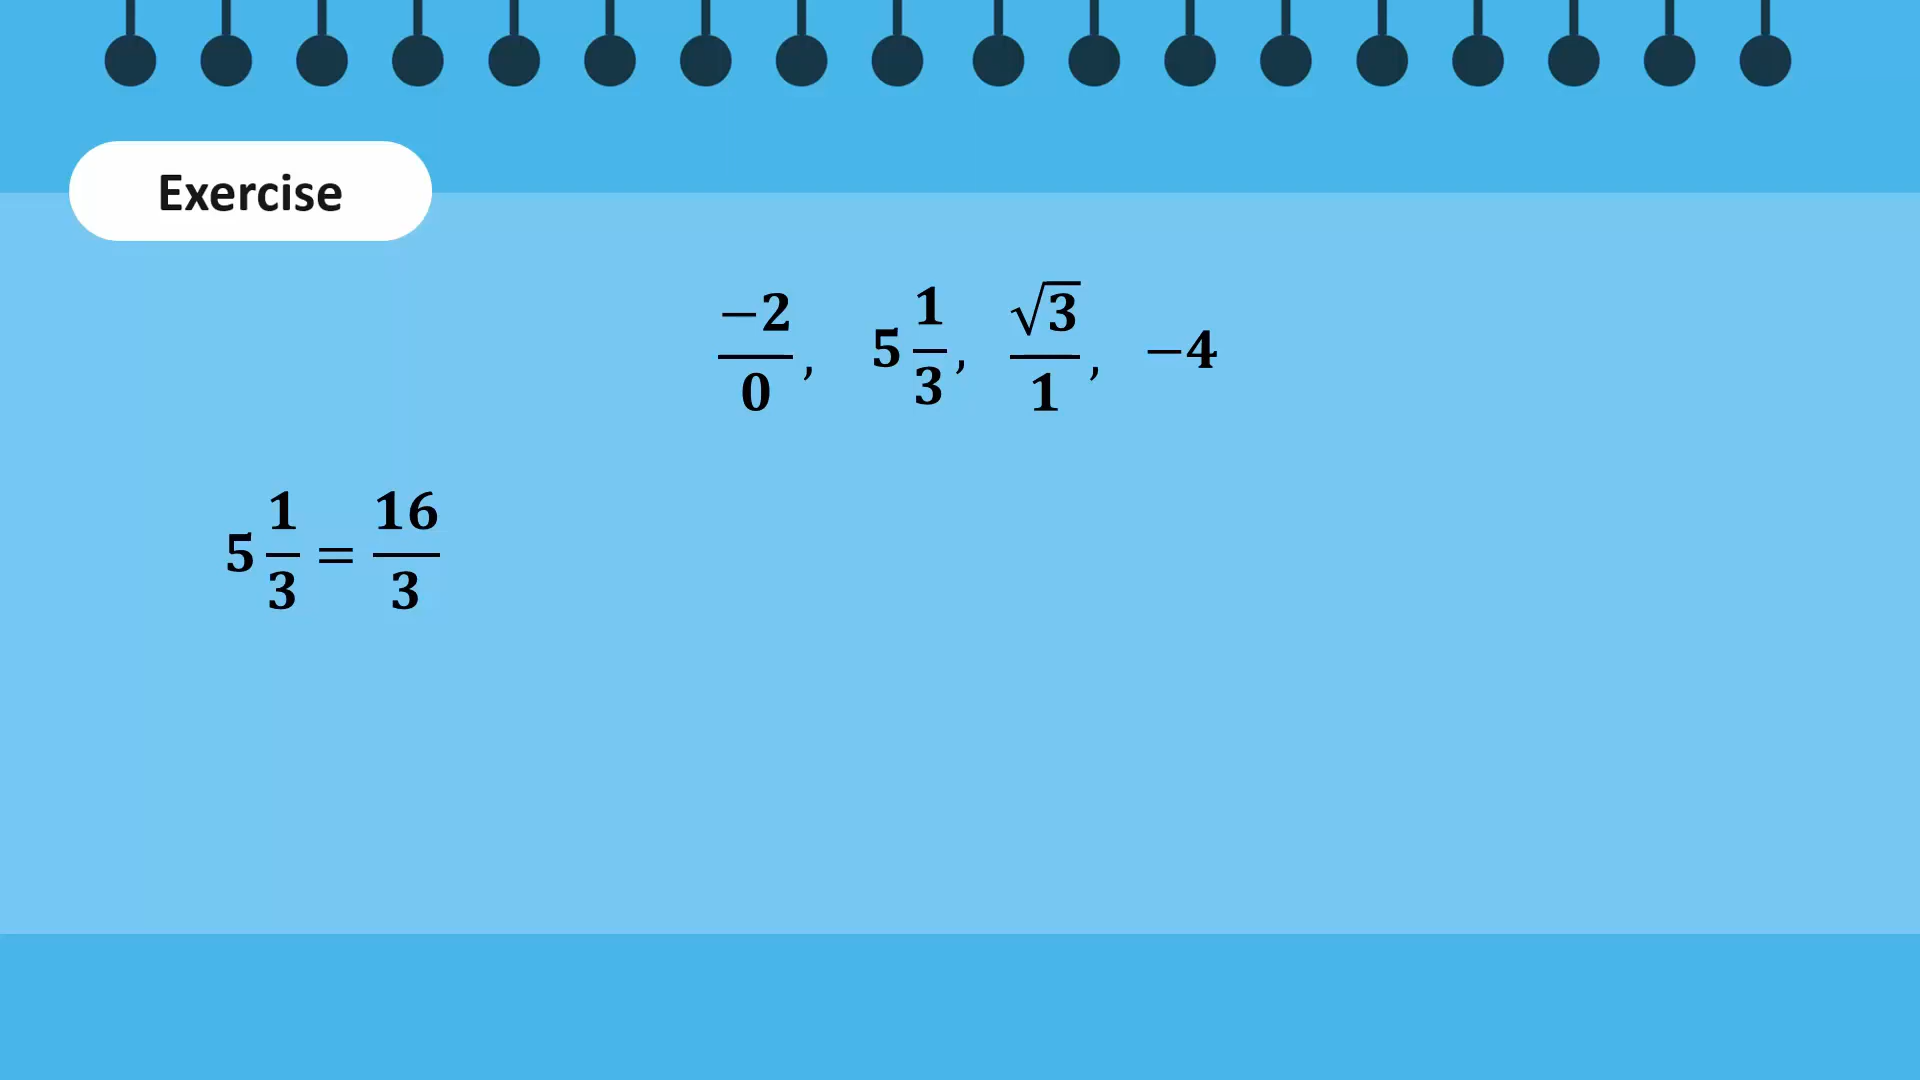 Exercise
−2/0, 5 1/3, √3/1, −4
5 1/3 = 16/3